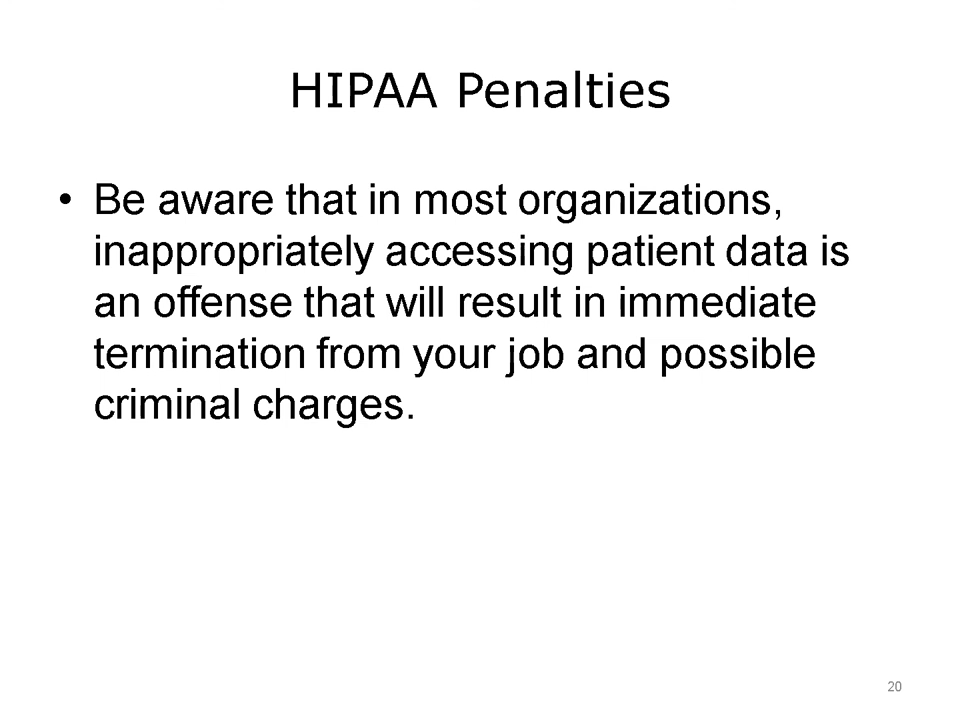 HIPAA Penalties
• Be aware that in most organizations,
inappropriately accessing patient data is
an offense that will result in immediate
termination from your job and possible
criminal charges.
20